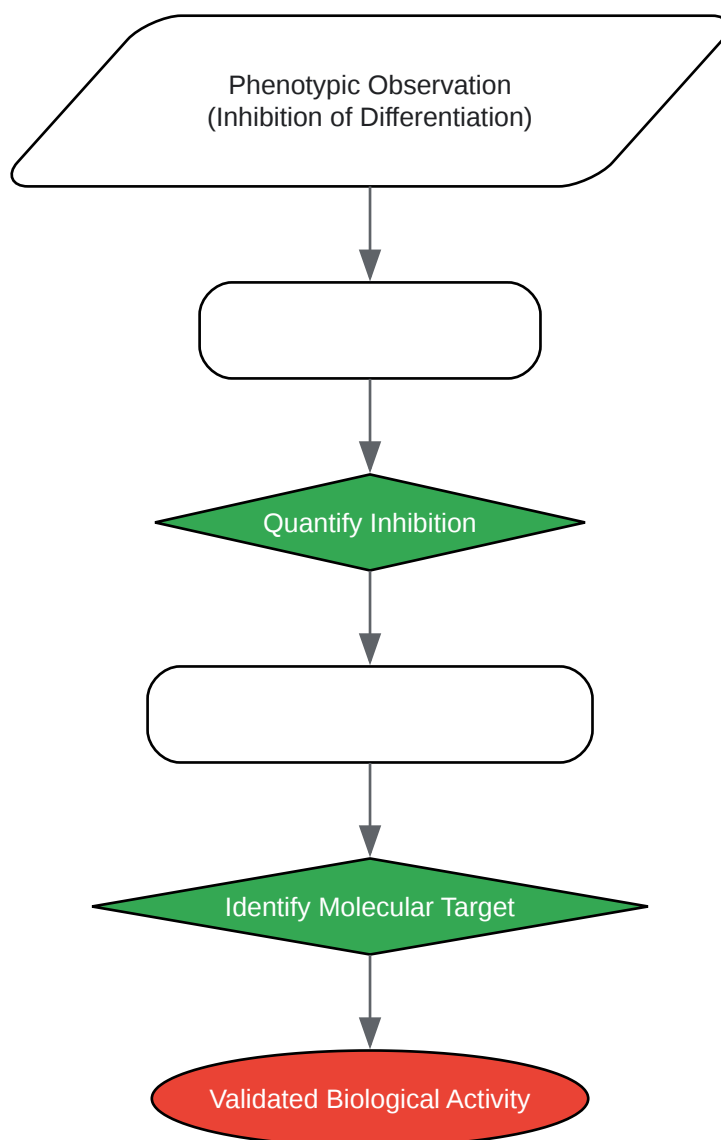 Phenotypic Observation
(Inhibition of Differentiation)
Quantify Inhibition
Identify Molecular Target
Validated Biological Activity